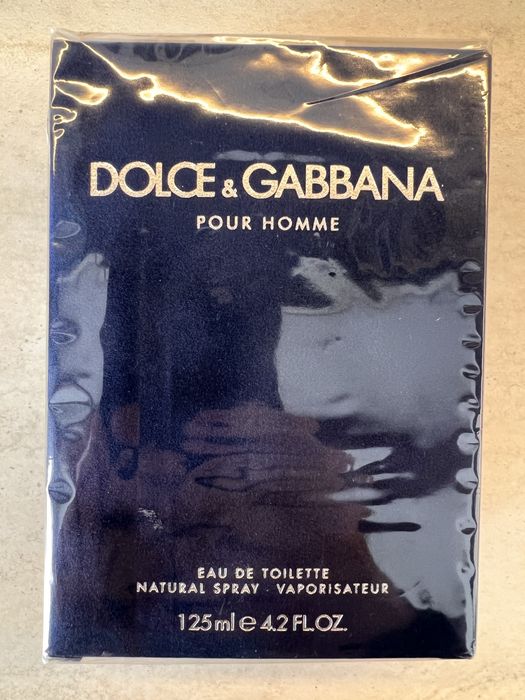 DOLCE & GABBANA
POUR HOMME
EAU DE TOILETTE
NATURAL SPRAY - VAPORISATEUR
125ml e 4.2 FL.OZ.